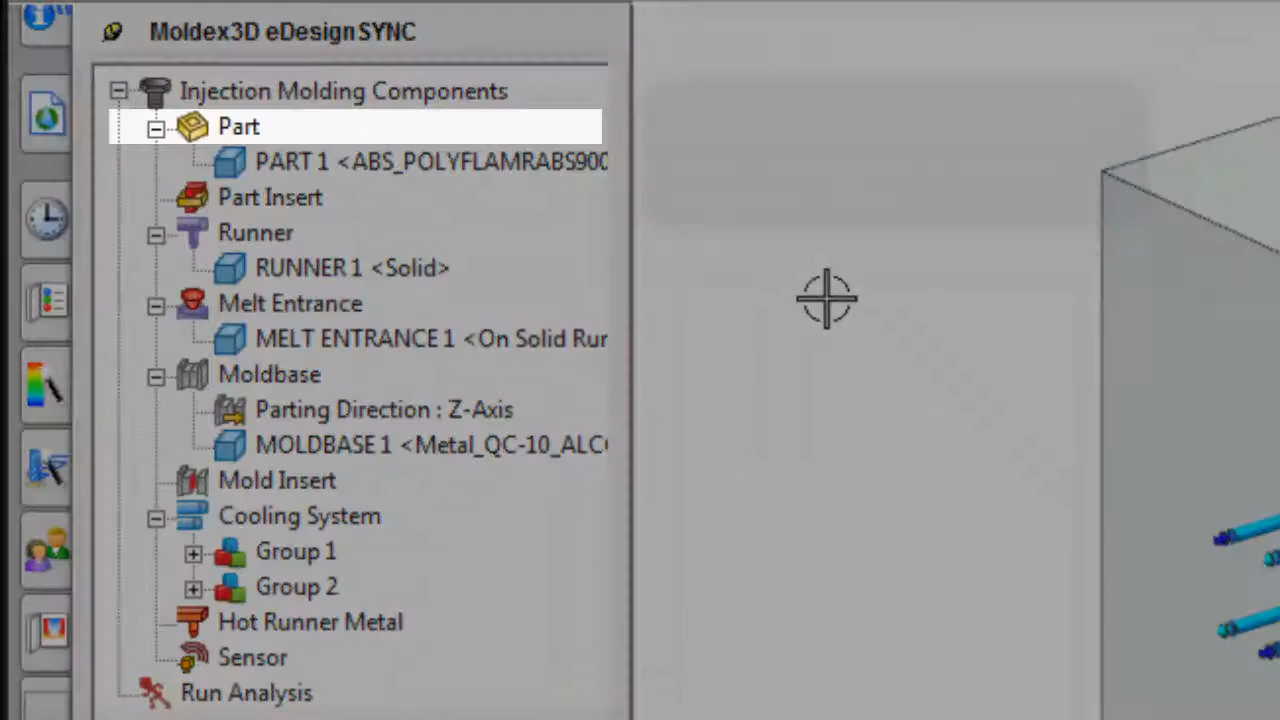 Moldex3D eDesignSYNC
Injection Molding Components
Part
PART 1 <ABS_POLYFLAMRABS900
Part Insert
Runner
RUNNER 1 <Solid>
Melt Entrance
MELT ENTRANCE 1 <On Solid Rur
Moldbase
Parting Direction : Z-Axis
MOLDBASE 1 <Metal_QC-10_ALC
Mold Insert
Cooling System
Group 1
Group 2
Hot Runner Metal
Sensor
Run Analysis